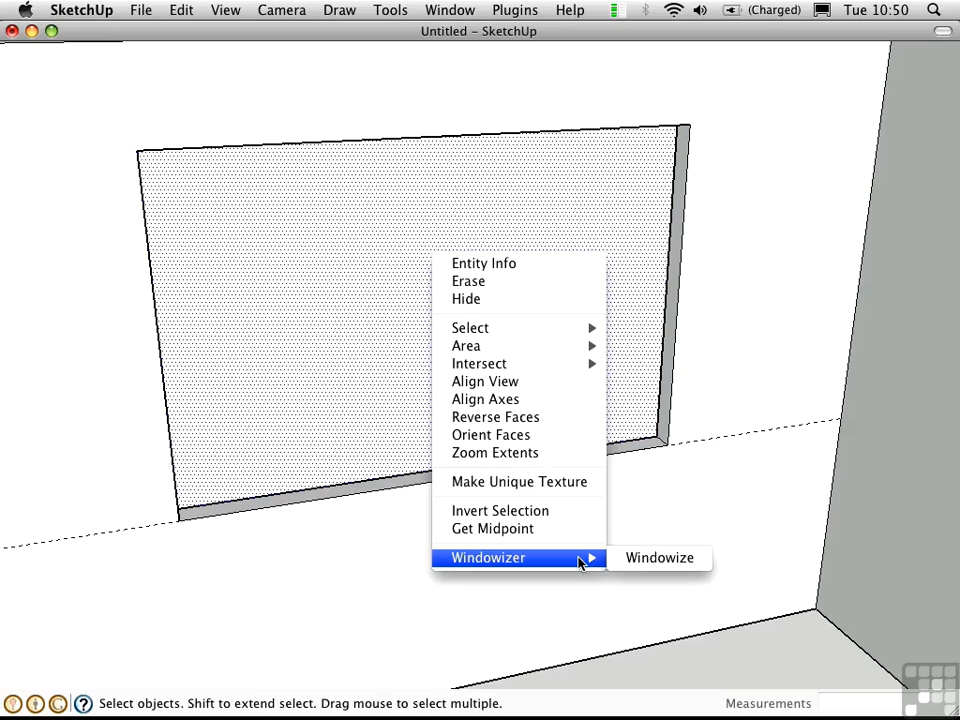 SketchUp File Edit View Camera Draw Tools Window Plugins Help (Charged) Tue 10:50
Untitled – SketchUp
Entity Info
Erase
Hide
Select
Area
Intersect
Align View
Align Axes
Reverse Faces
Orient Faces
Zoom Extents
Make Unique Texture
Invert Selection
Get Midpoint
Windowizer Windowize
Select objects. Shift to extend select. Drag mouse to select multiple. Measurements